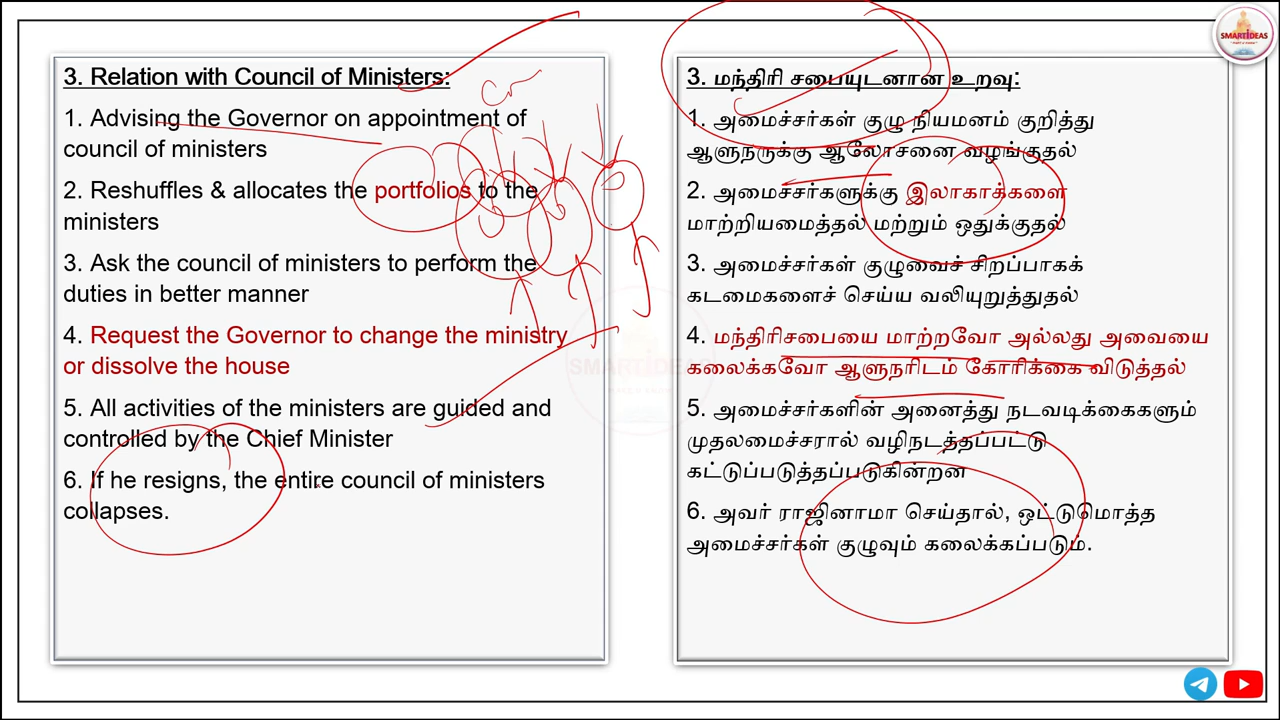 SMARTIDEAS
3. Relation with Council of Ministers:
1. Advising the Governor on appointment of
council of ministers
2. Reshuffles & allocates the portfolios to the
ministers
3. Ask the council of ministers to perform the
duties in better manner
4. Request the Governor to change the ministry
or dissolve the house
5. All activities of the ministers are guided and
controlled by the Chief Minister
6. If he resigns, the entire council of ministers
collapses.
3. மந்திரி சபையுடனான உறவு:
1. அமைச்சர்கள் குழு நியமனம் குறித்து
ஆளுநருக்கு ஆலோசனை வழங்குதல்
2. அமைச்சர்களுக்கு இலாகாக்களை
மாற்றியமைத்தல் மற்றும் ஒதுக்குதல்
3. அமைச்சர்கள் குழுவைச் சிறப்பாகக்
கடமைகளைச் செய்ய வலியுறுத்துதல்
4. மந்திரிசபையை மாற்றவோ அல்லது அவையை
கலைக்கவோ ஆளுநரிடம் கோரிக்கை விடுத்தல்
5. அமைச்சர்களின் அனைத்து நடவடிக்கைகளும்
முதலமைச்சரால் வழிநடத்தப்பட்டு
கட்டுப்படுத்தப்படுகின்றன
6. அவர் ராஜினாமா செய்தால், ஒட்டுமொத்த
அமைச்சர்கள் குழுவும் கலைக்கப்படும்.
SMARTIDEAS